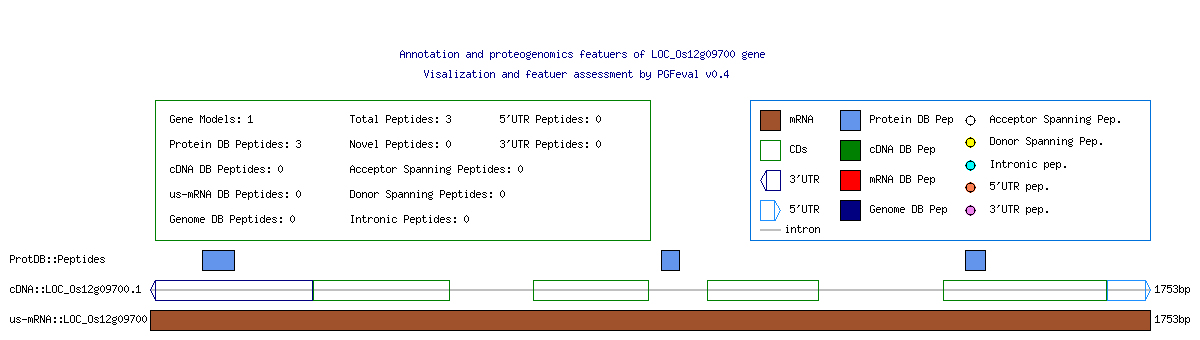 Annotation and proteogenomics featuers of LOC_Os12g09700 gene
Visalization and featuer assessment by PGFeval v0.4
Gene Models: 1
Total Peptides: 3
5'UTR Peptides: 0
Protein DB Peptides: 3
Novel Peptides: 0
3'UTR Peptides: 0
cDNA DB Peptides: 0
Acceptor Spanning Peptides: 0
us-mRNA DB Peptides: 0
Donor Spanning Peptides: 0
Genome DB Peptides: 0
Intronic Peptides: 0
mRNA
Protein DB Pep
Acceptor Spanning Pep.
CDs
cDNA DB Pep
Donor Spanning Pep.
3'UTR
mRNA DB Pep
Intronic pep.
5'UTR
Genome DB Pep
5'UTR pep.
3'UTR pep.
intron
ProtDB::Peptides
cDNA::LOC_Os12g09700.1
1753bp
us-mRNA::LOC_Os12g09700
1753bp